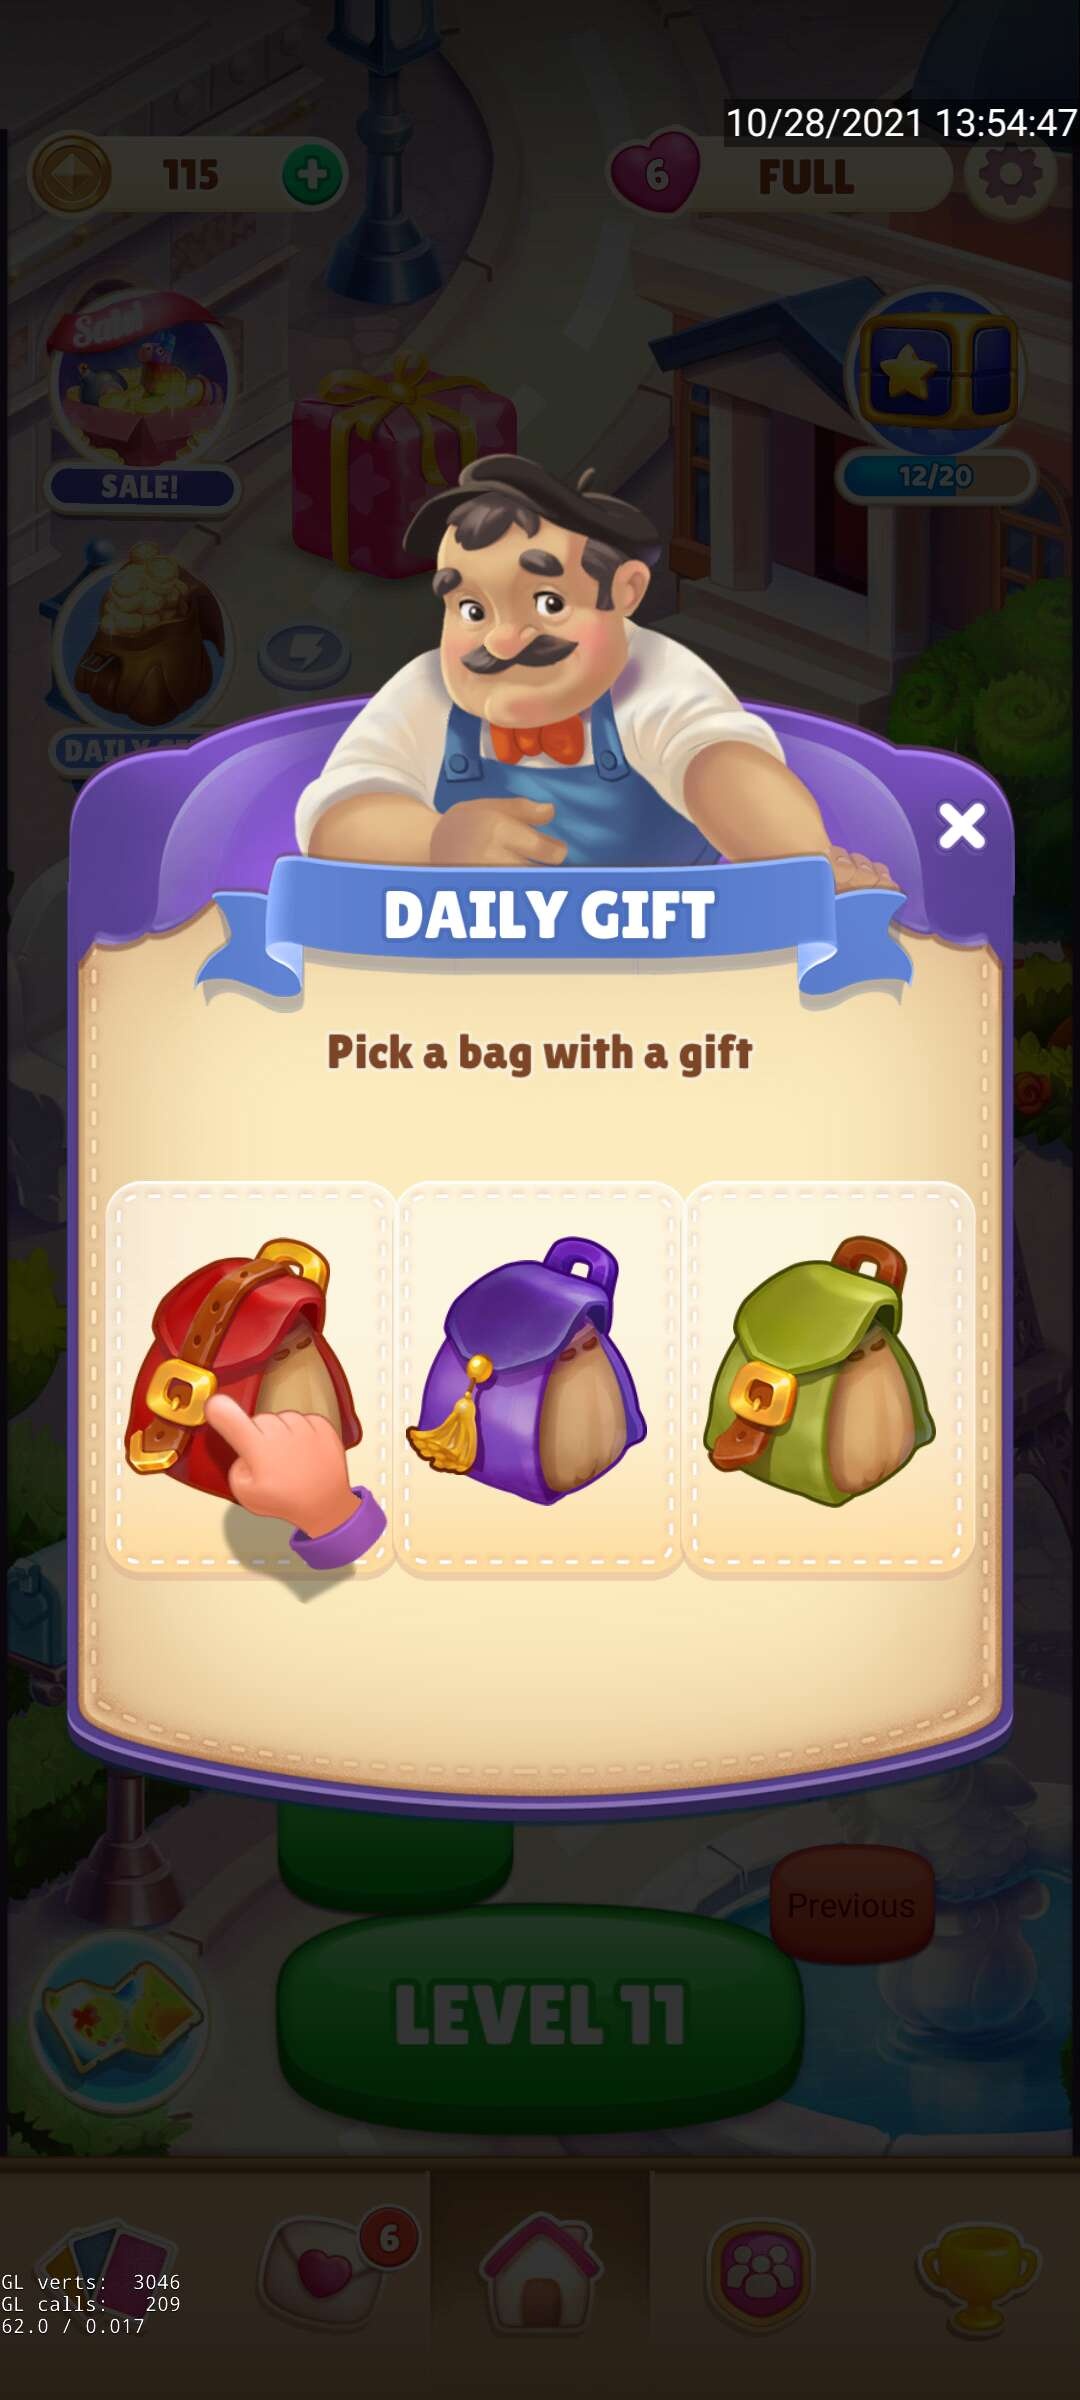 10/28/2021 13:54:47
115
6
FULL
Sale!
SALE!
12/20
DAILY
DAILY GIFT
Pick a bag with a gift
Previous
LEVEL 11
6
GL verts: 3046
GL calls: 209
62.0 / 0.017